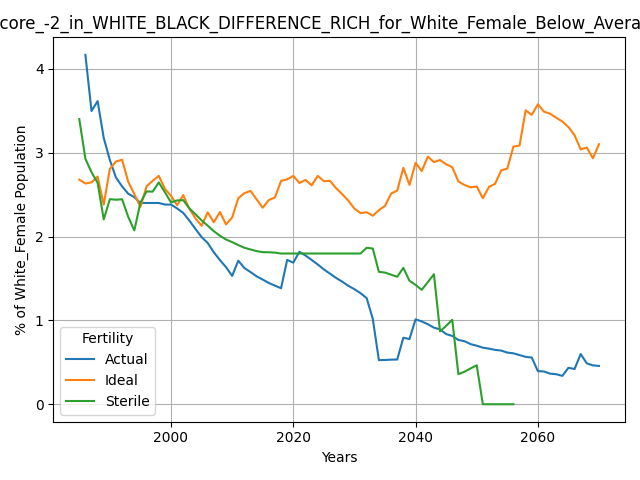 core_-2_in_WHITE_BLACK_DIFFERENCE_RICH_for_White_Female_Below_Avera
% of White_Female Population
4
3
2
1
0
Fertility
Actual
Ideal
Sterile
2000
2020
2040
2060
Years